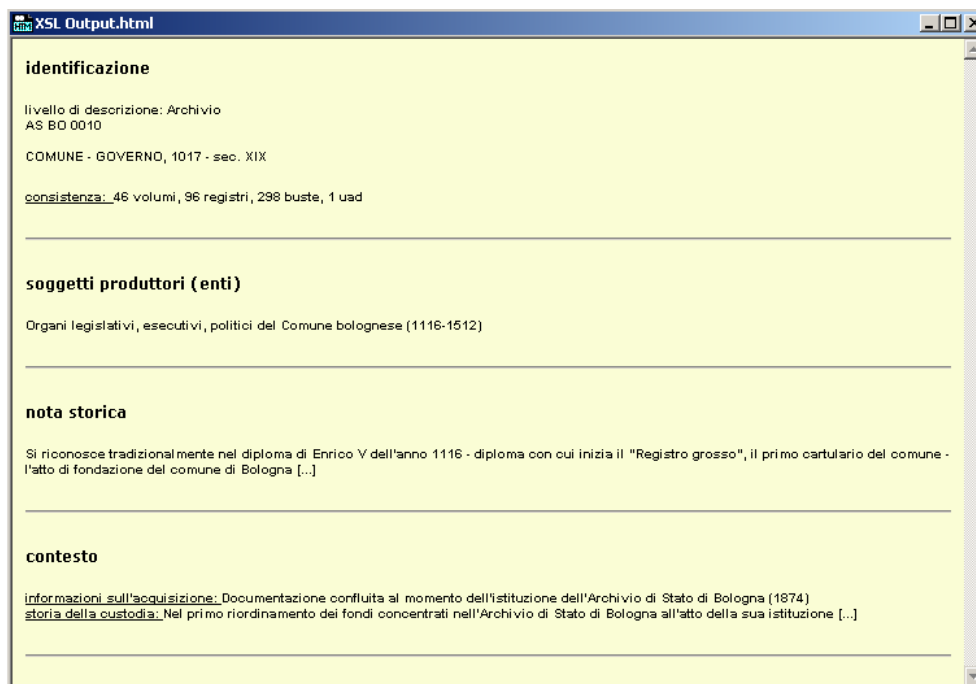 XSL Output.html
identificazione
livello di descrizione: Archivio
AS BO 0010
COMUNE - GOVERNO, 1017 - sec. XIX
consistenza: 46 volumi, 96 registri, 298 buste, 1 uad
soggetti produttori (enti)
Organi legislativi, esecutivi, politici del Comune bolognese (1116-1512)
nota storica
Si riconosce tradizionalmente nel diploma di Enrico V dell'anno 1116 - diploma con cui inizia il "Registro grosso", il primo cartulario del comune -
l'atto di fondazione del comune di Bologna [...]
contesto
informazioni sull'acquisizione: Documentazione confluita al momento dell'istituzione dell'Archivio di Stato di Bologna (1874)
storia della custodia: Nel primo riordinamento dei fondi concentrati nell'Archivio di Stato di Bologna all'atto della sua istituzione [...]